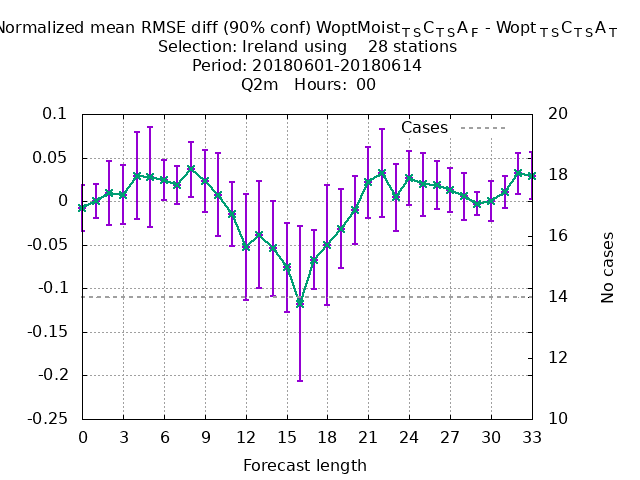 Normalized mean RMSE diff (90% conf) WoptMoist_TSC_TSA_F - Wopt_TSC_TSA_T
Selection: Ireland using 28 stations
Period: 20180601-20180614
Q2m Hours: 00
0.1
0.05
0
-0.05
-0.1
-0.15
-0.2
-0.25
Cases
20
18
16
14
12
10
No cases
0 3 6 9 12 15 18 21 24 27 30 33
Forecast length